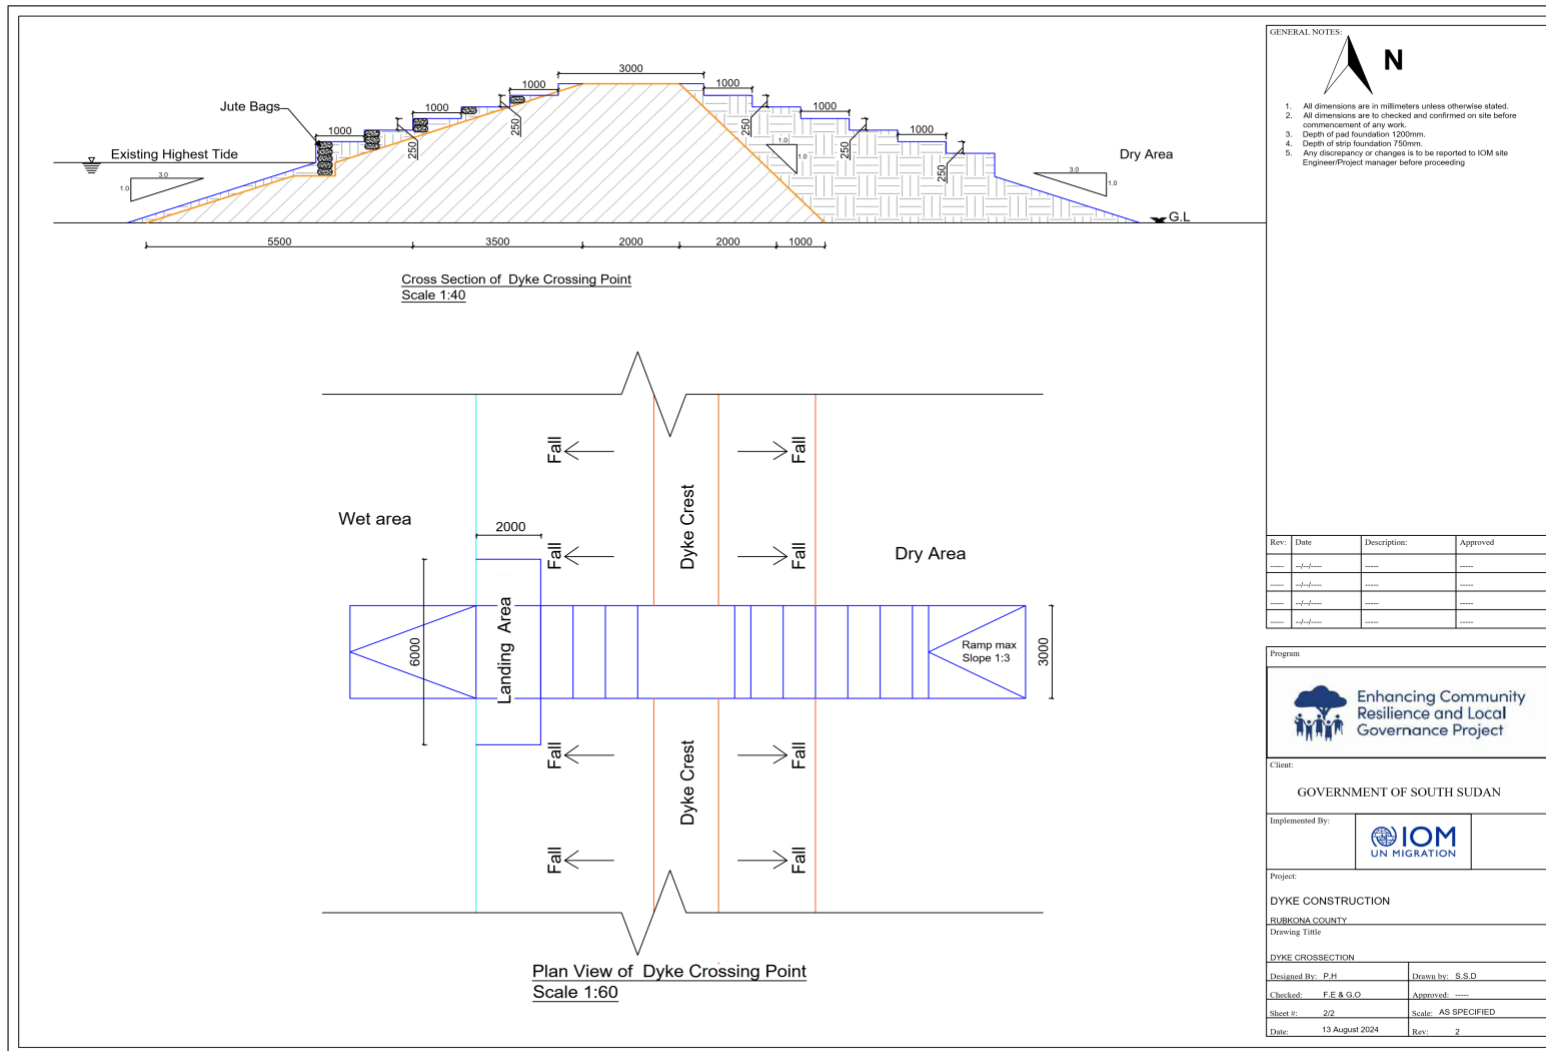 3000
1000
1000
1000
1000
1000
1000
250
250
250
250
250
Jute Bags
Existing Highest Tide
3.0
1.0
1.0
1.0
3.0
1.0
Dry Area
G.L
5500
3500
2000
2000
1000
Cross Section of Dyke Crossing Point
Scale 1:40
Fall
Fall
Dyke Crest
Wet area
2000
Fall
Fall
Dry Area
6000
Landing Area
Ramp max
Slope 1:3
3000
Fall
Fall
Dyke Crest
Fall
Fall
Plan View of Dyke Crossing Point
Scale 1:60
GENERAL NOTES:
N
1. All dimensions are in millimeters unless otherwise stated.
2. All dimensions are to checked and confirmed on site before
commencement of any work.
3. Depth of pad foundation 1200mm.
4. Depth of strip foundation 750mm.
5. Any discrepancy or changes is to be reported to IOM site
Engineer/Project manager before proceeding
Rev: Date Description: Approved
----- --/--/---- ----- -----
----- --/--/---- ----- -----
----- --/--/---- ----- -----
----- --/--/---- ----- -----
Program
Enhancing Community
Resilience and Local
Governance Project
Client:
GOVERNMENT OF SOUTH SUDAN
Implemented By:
IOM
UN MIGRATION
Project:
DYKE CONSTRUCTION
RUBKONA COUNTY
Drawing Tittle
DYKE CROSSECTION
Designed By: P.H Drawn by: S.S.D
Checked: F.E & G.O Approved: -----
Sheet #: 2/2 Scale: AS SPECIFIED
Date: 13 August 2024 Rev: 2